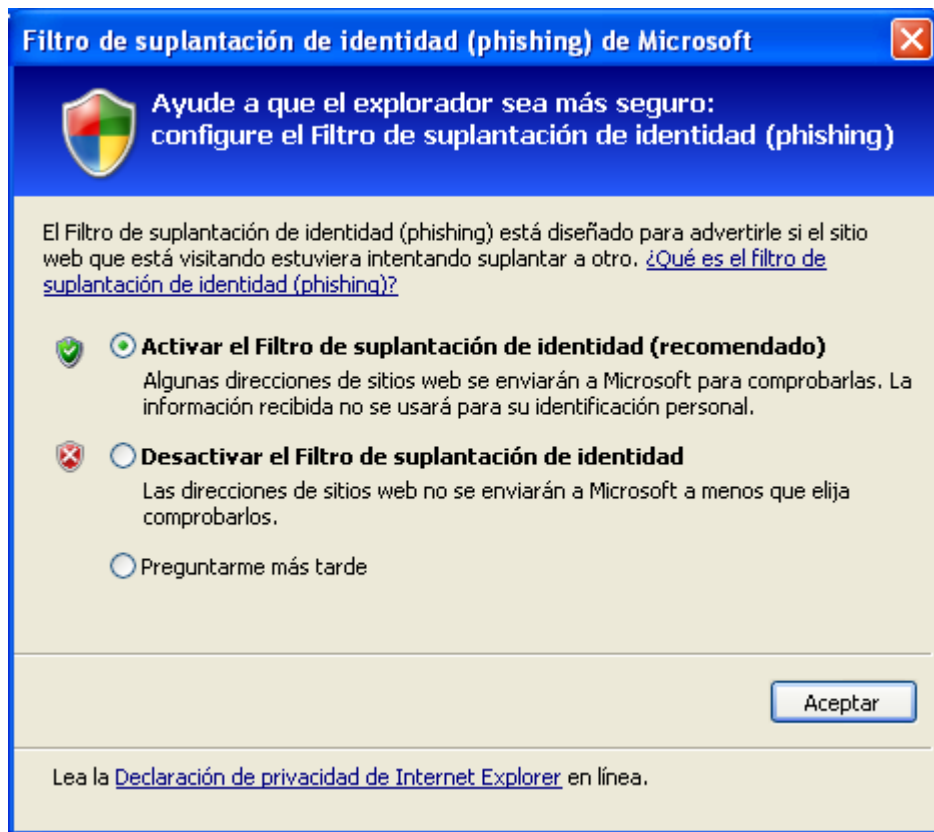 Filtro de suplantación de identidad (phishing) de Microsoft
Ayude a que el explorador sea más seguro:
configure el Filtro de suplantación de identidad (phishing)
El Filtro de suplantación de identidad (phishing) está diseñado para advertirle si el sitio
web que está visitando estuviera intentando suplantar a otro. ¿Qué es el filtro de
suplantación de identidad (phishing)?
Activar el Filtro de suplantación de identidad (recomendado)
Algunas direcciones de sitios web se enviarán a Microsoft para comprobarlas. La
información recibida no se usará para su identificación personal.
Desactivar el Filtro de suplantación de identidad
Las direcciones de sitios web no se enviarán a Microsoft a menos que elija
comprobarlos.
Preguntarme más tarde
Aceptar
Lea la Declaración de privacidad de Internet Explorer en línea.